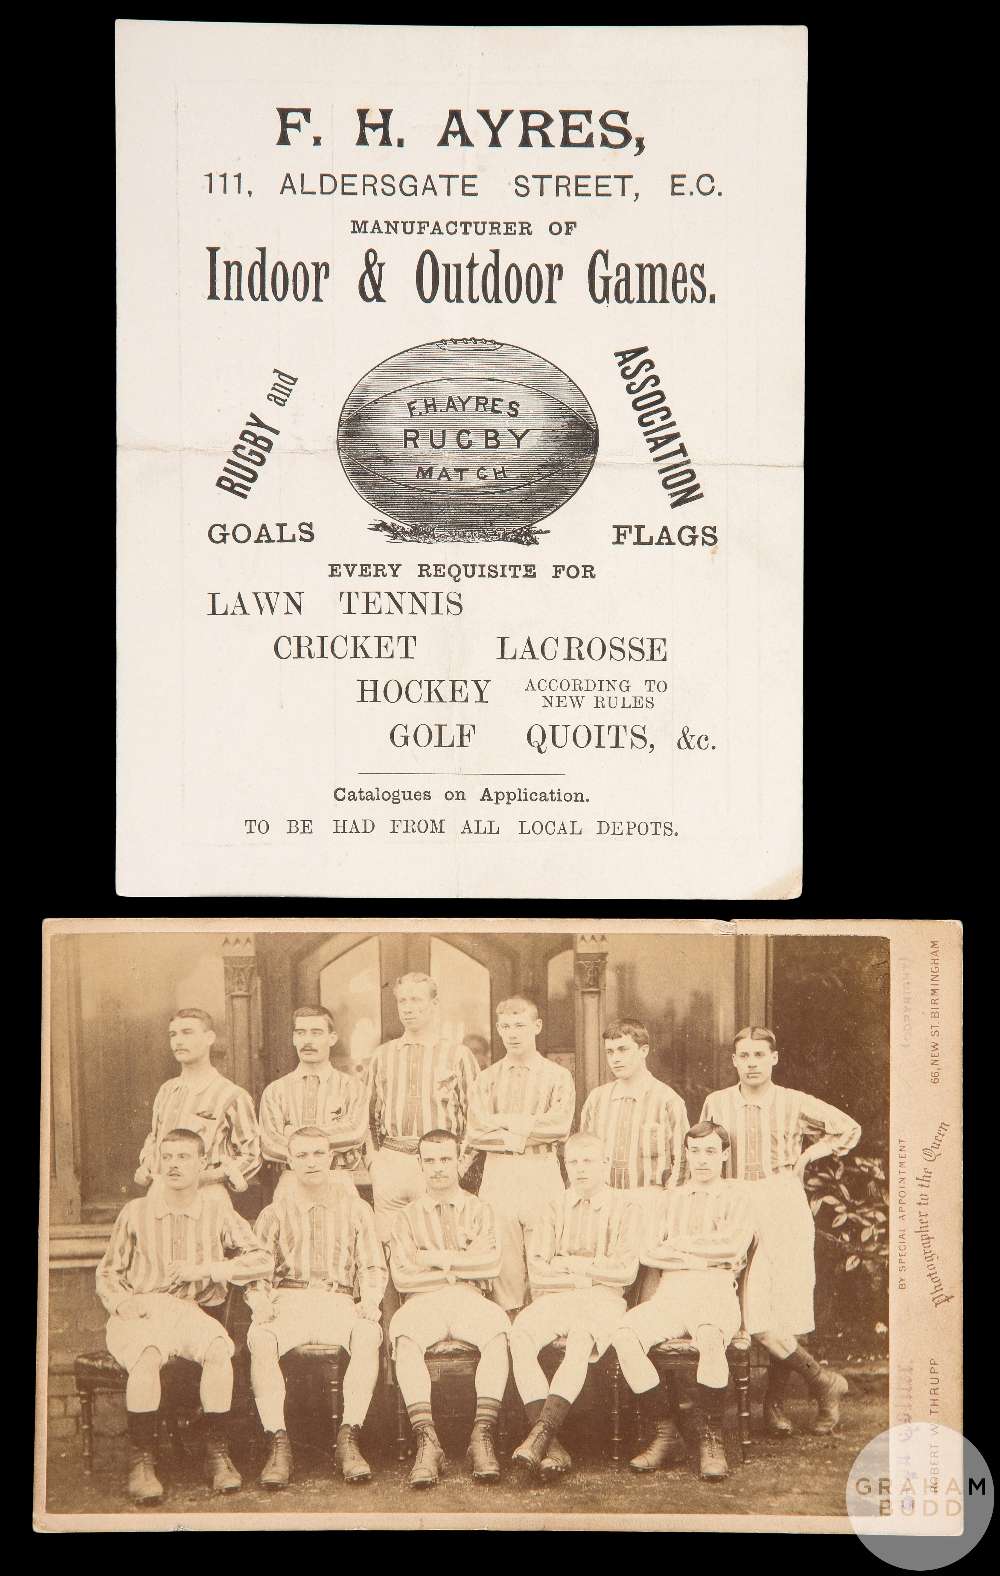 F. H. AYRES,
111, ALDERSGATE STREET, E.C.
MANUFACTURER OF
Indoor & Outdoor Games.
RUGBY and
ASSOCIATION
F.H.AYRES
RUGBY
MATCH
GOALS
FLAGS
EVERY REQUISITE FOR
LAWN TENNIS
CRICKET LACROSSE
HOCKEY ACCORDING TO
NEW RULES
GOLF QUOITS, &c.
Catalogues on Application.
TO BE HAD FROM ALL LOCAL DEPOTS.
ROBERT W. THRUPP
BY SPECIAL APPOINTMENT
Photographer to the Queen
66, NEW ST. BIRMINGHAM
(COPYRIGHT)
GRAHAM
BUDD